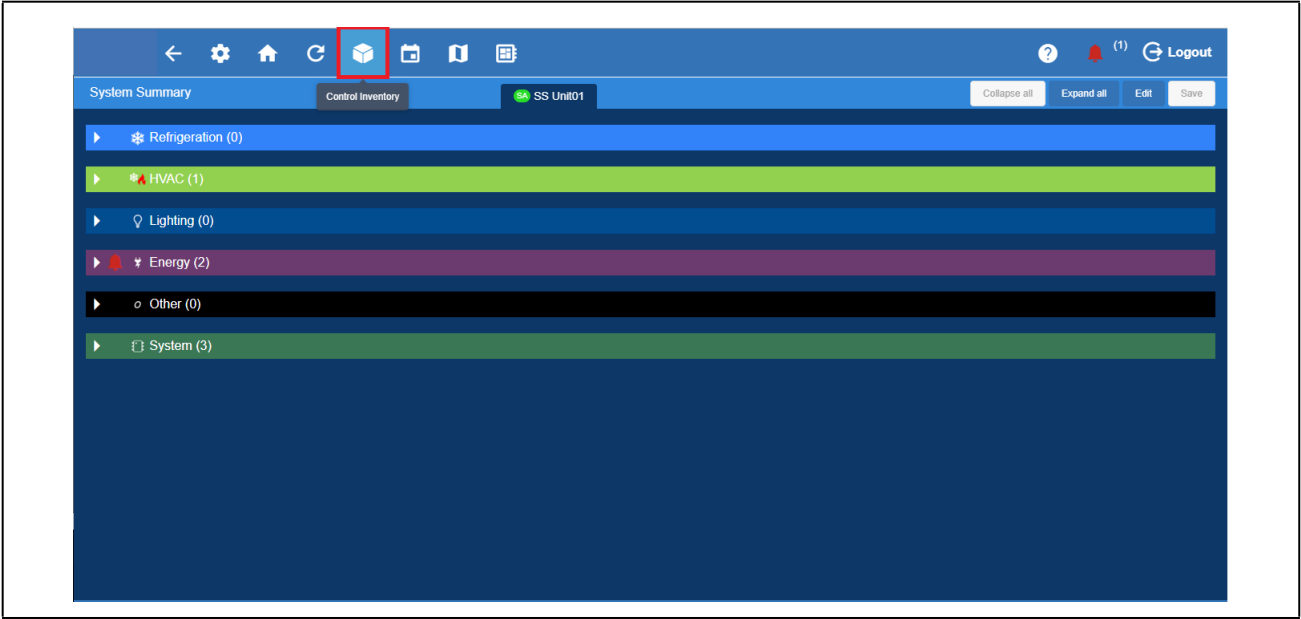 (1) Logout
System Summary
Control Inventory
SA SS Unit01
Collapse all Expand all Edit Save
Refrigeration (0)
HVAC (1)
Lighting (0)
Energy (2)
Other (0)
System (3)